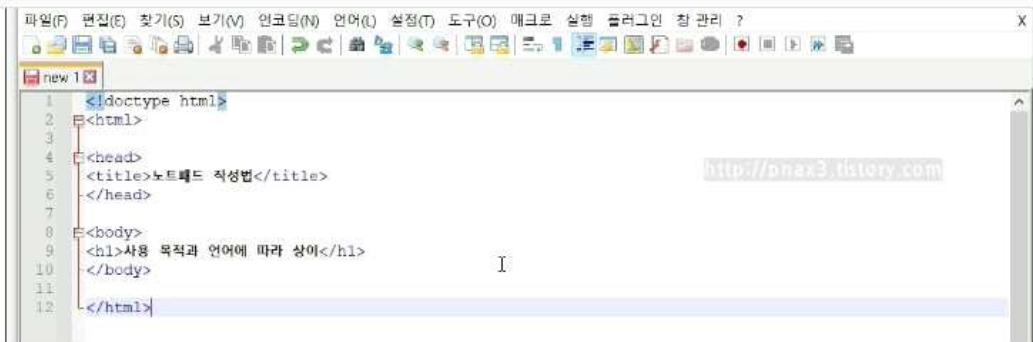 파일(F) 편집(E) 찾기(S) 보기(V) 인코딩(N) 언어(L) 설정(T) 도구(O) 매크로 실행 플러그인 창 관리 ? X
new 1
1 <!doctype html>
2 <html>
3
4 <head>
5 <title>노트패드 작성법</title>
6 </head>
7
8 <body>
9 <h1>사용 목적과 언어에 따라 상이</h1>
10 </body>
11
12 </html>
http://pnax3.tistory.com